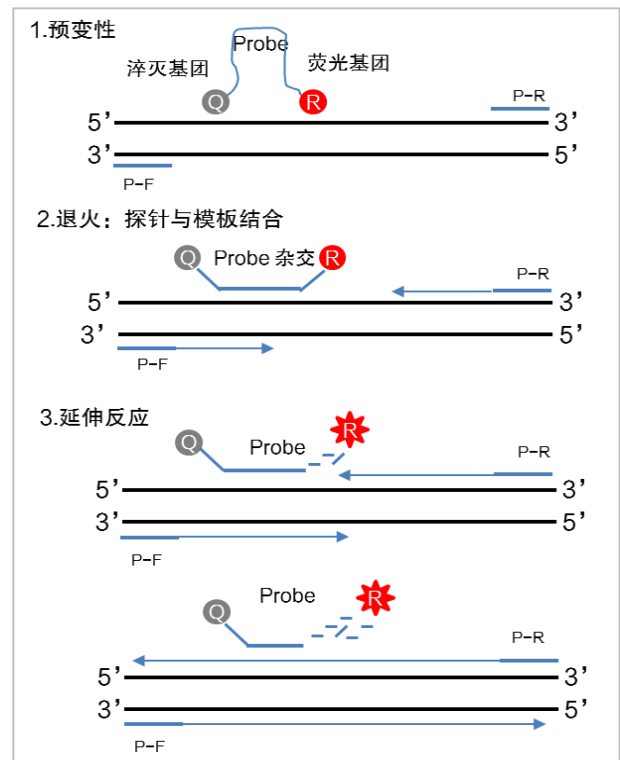 1.预变性
Probe
淬灭基团
荧光基团
Q
R
P-R
5’
3’
3’
5’
P-F
2.退火：探针与模板结合
Q
Probe 杂交
R
P-R
5’
3’
3’
5’
P-F
3.延伸反应
R
Q
Probe
P-R
5’
3’
3’
5’
P-F
Probe
R
Q
P-R
5’
3’
3’
5’
P-F